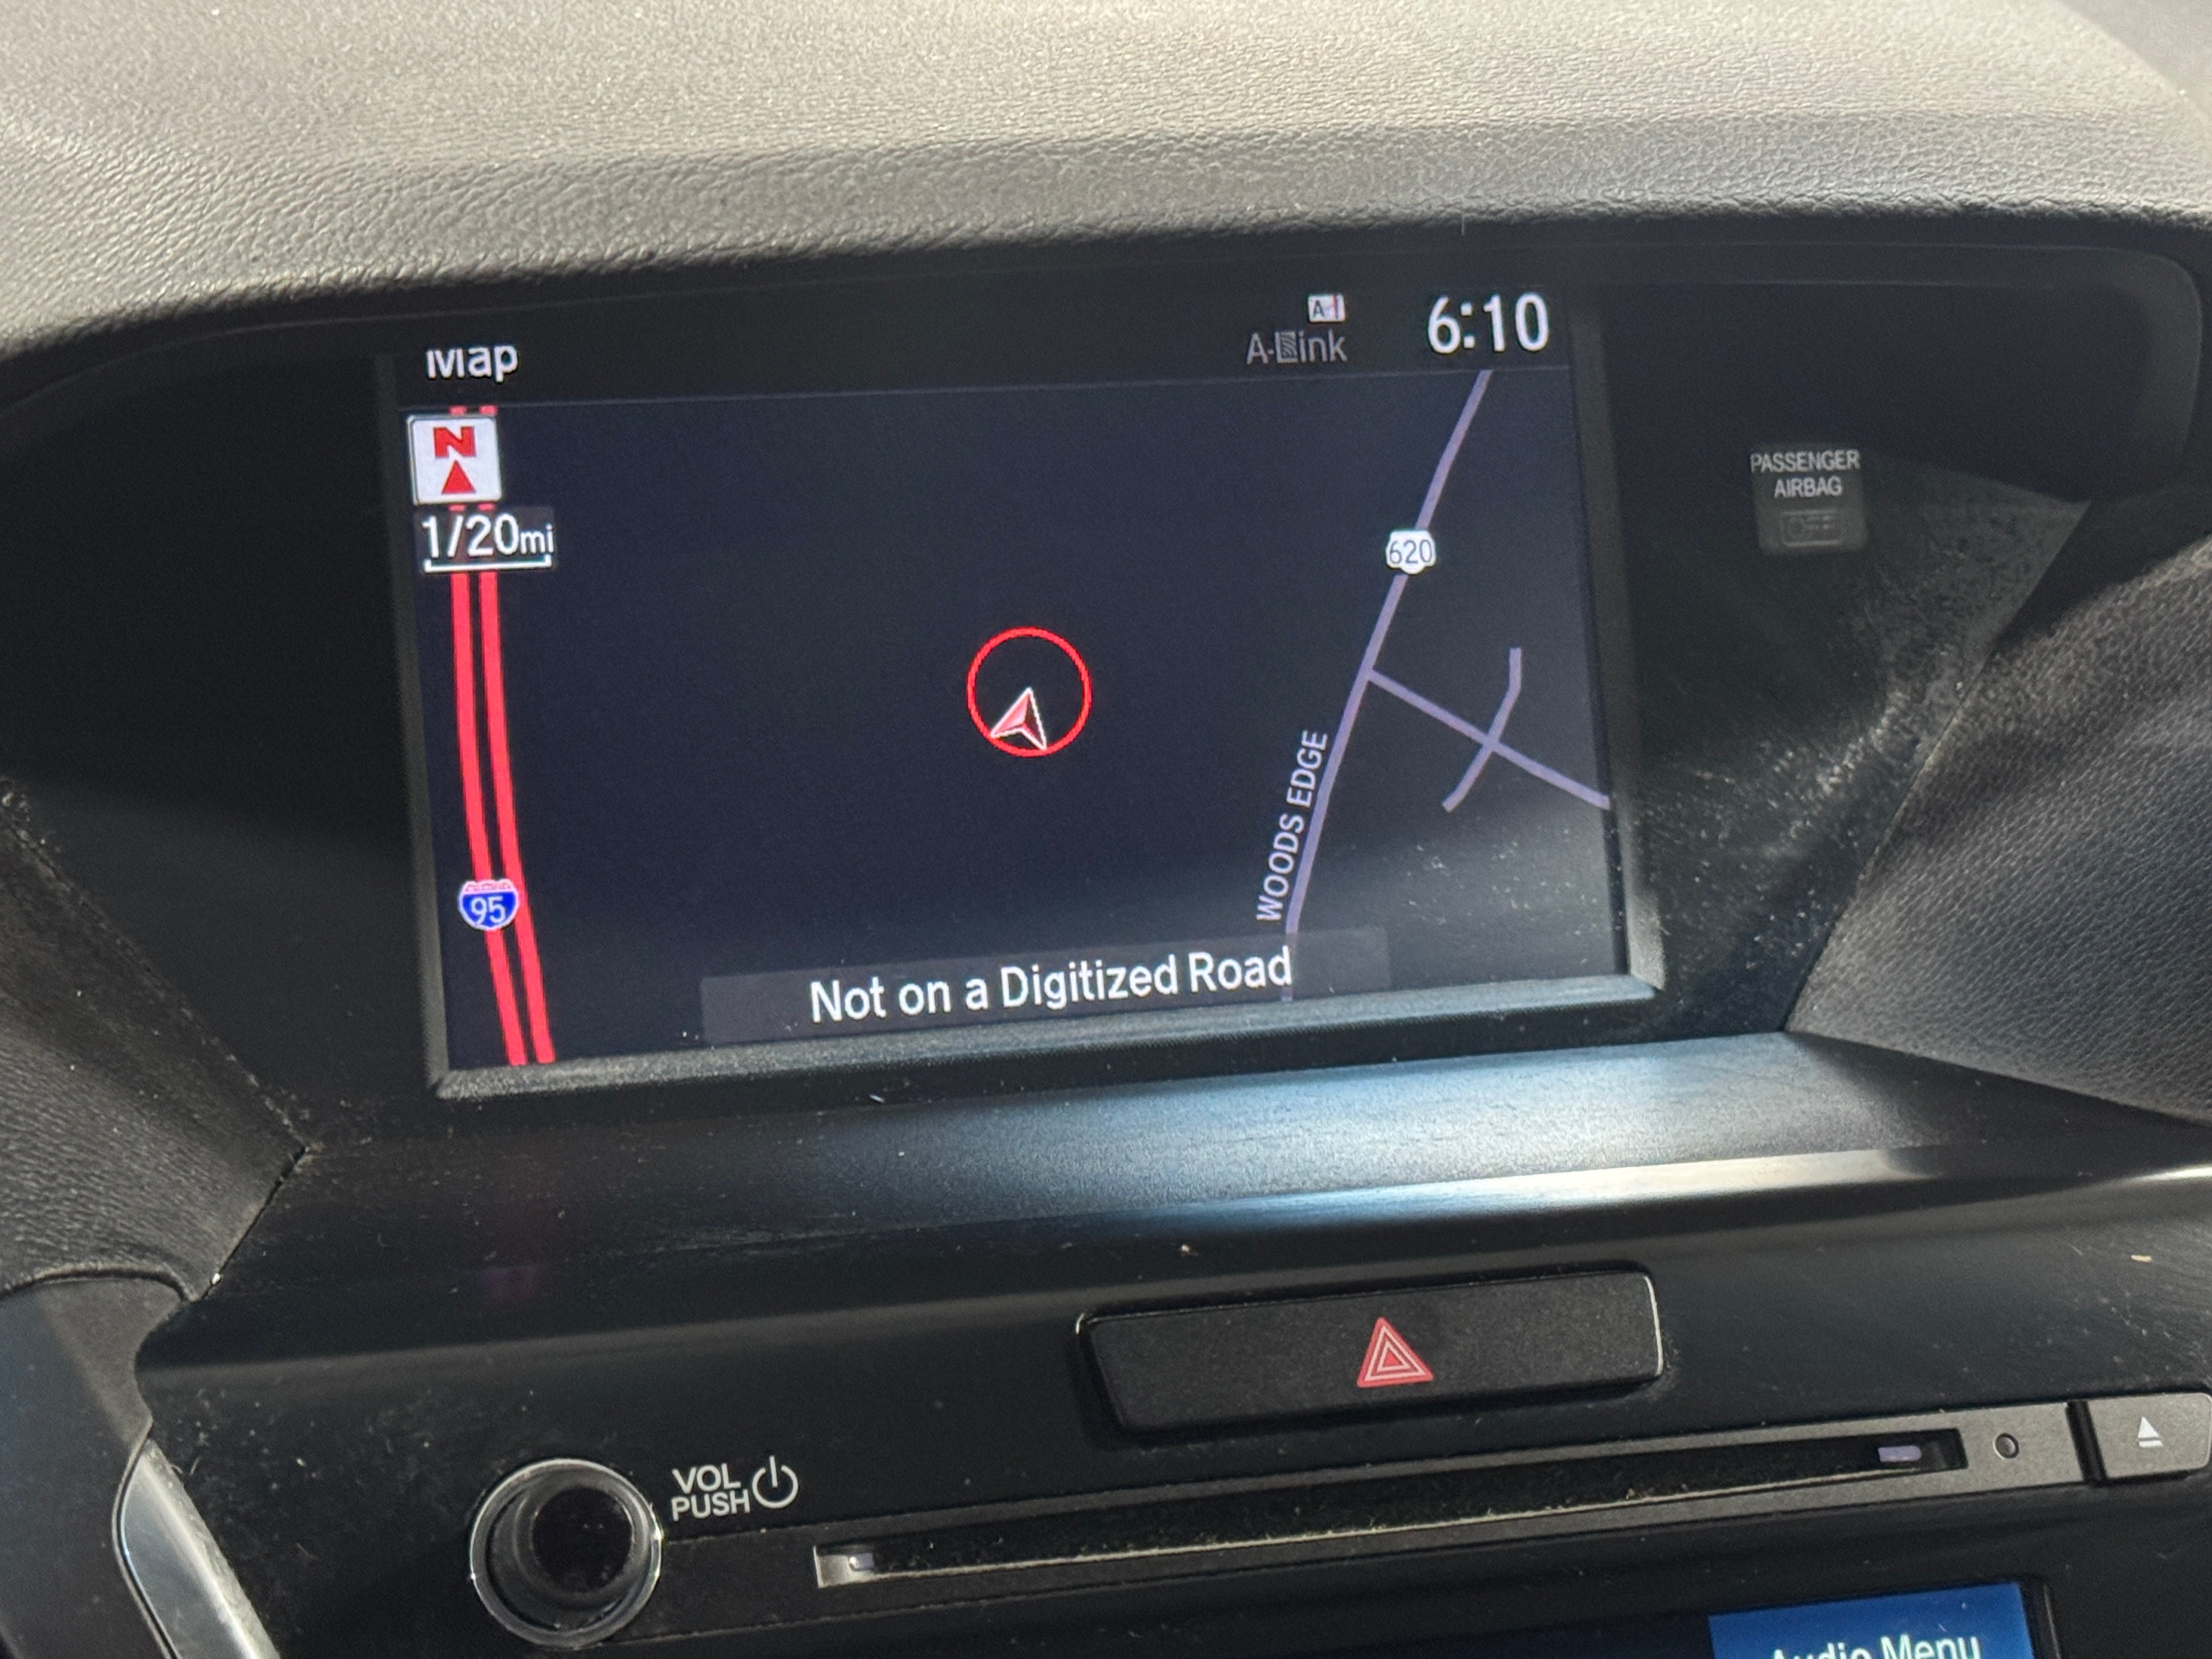 Map
6:10
N
1/20mi
620
PASSENGER
AIRBAG
OFF
WOODS EDGE
95
Not on a Digitized Road
VOL
PUSH
Audio Menu